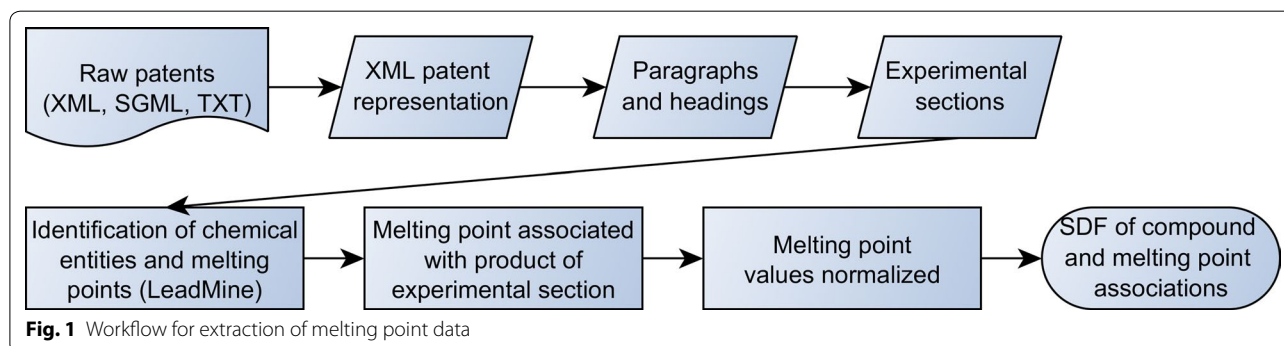 Raw patents
(XML, SGML, TXT)
XML patent
representation
Paragraphs
and headings
Experimental
sections
Identification of chemical
entities and melting
points (LeadMine)
Melting point associated
with product of
experimental section
Melting point
values normalized
SDF of compound
and melting point
associations
Fig. 1 Workflow for extraction of melting point data